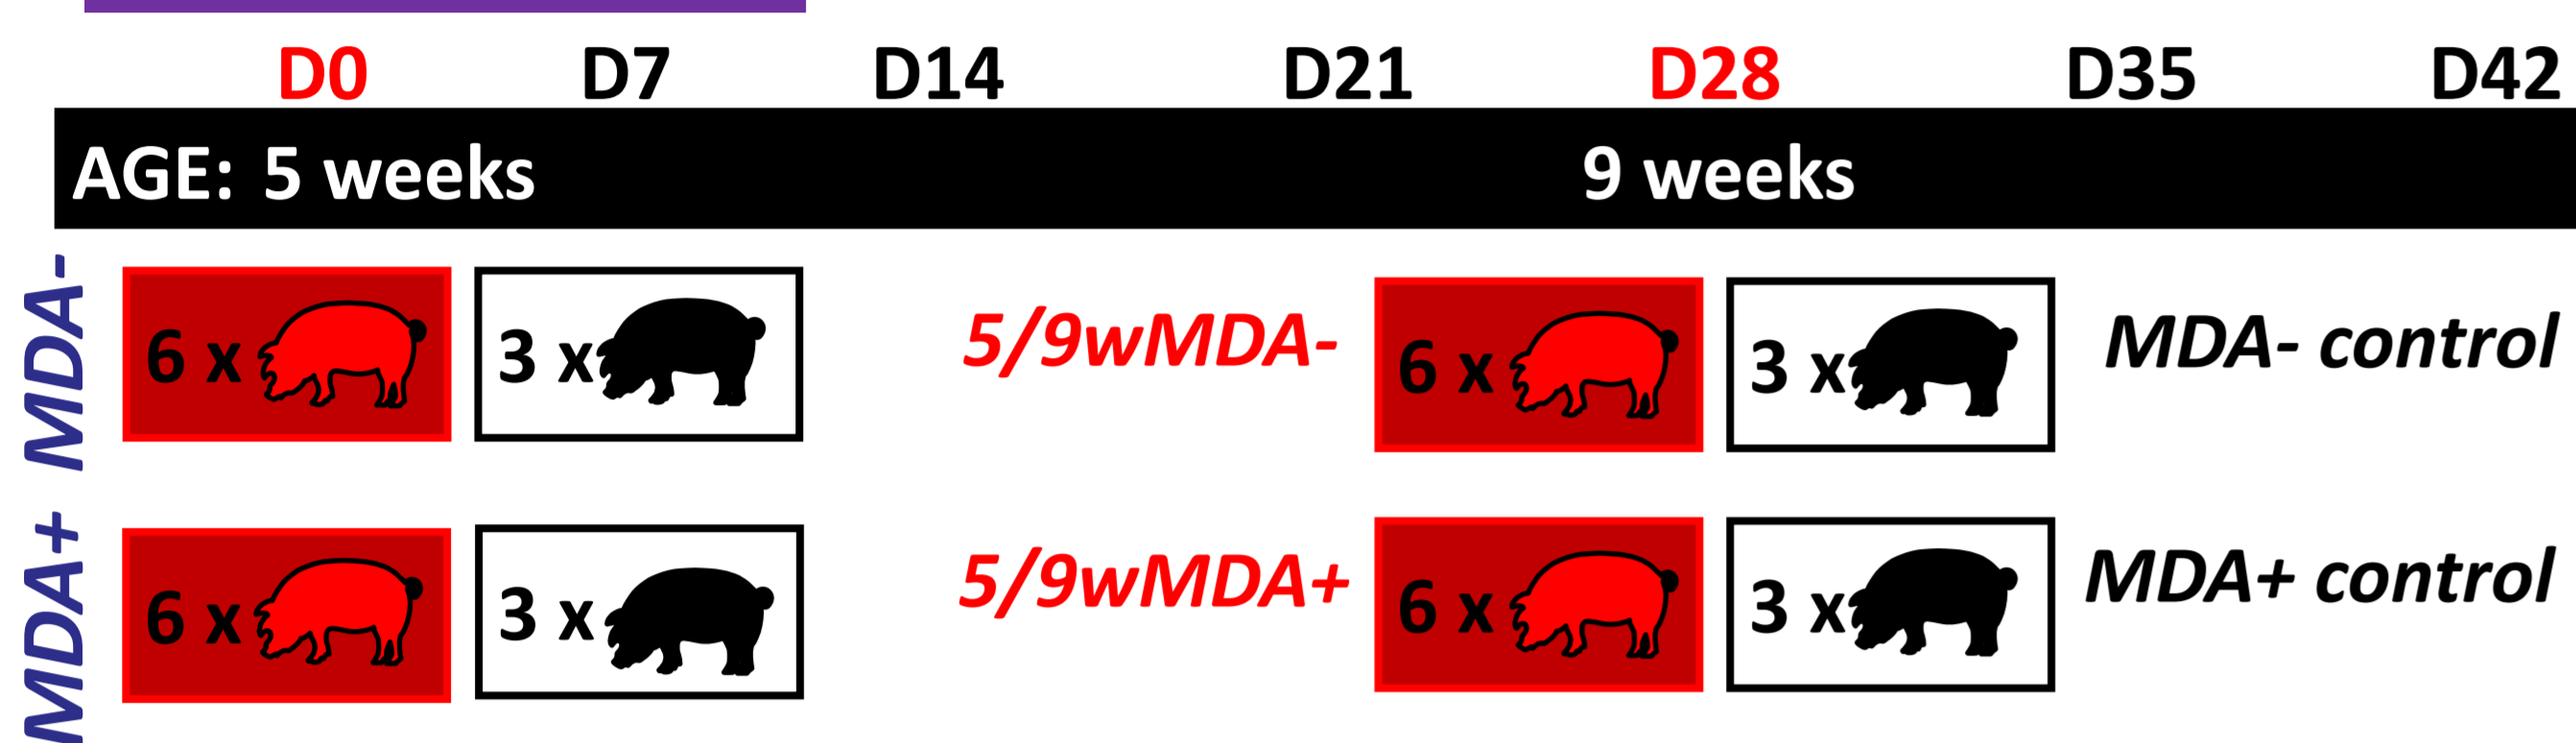 D0 D7 D14 D21 D28 D35 D42
AGE: 5 weeks 9 weeks
MDA-
6 x 3 x 5/9wMDA- 6 x 3 x MDA- control
MDA+
6 x 3 x 5/9wMDA+ 6 x 3 x MDA+ control